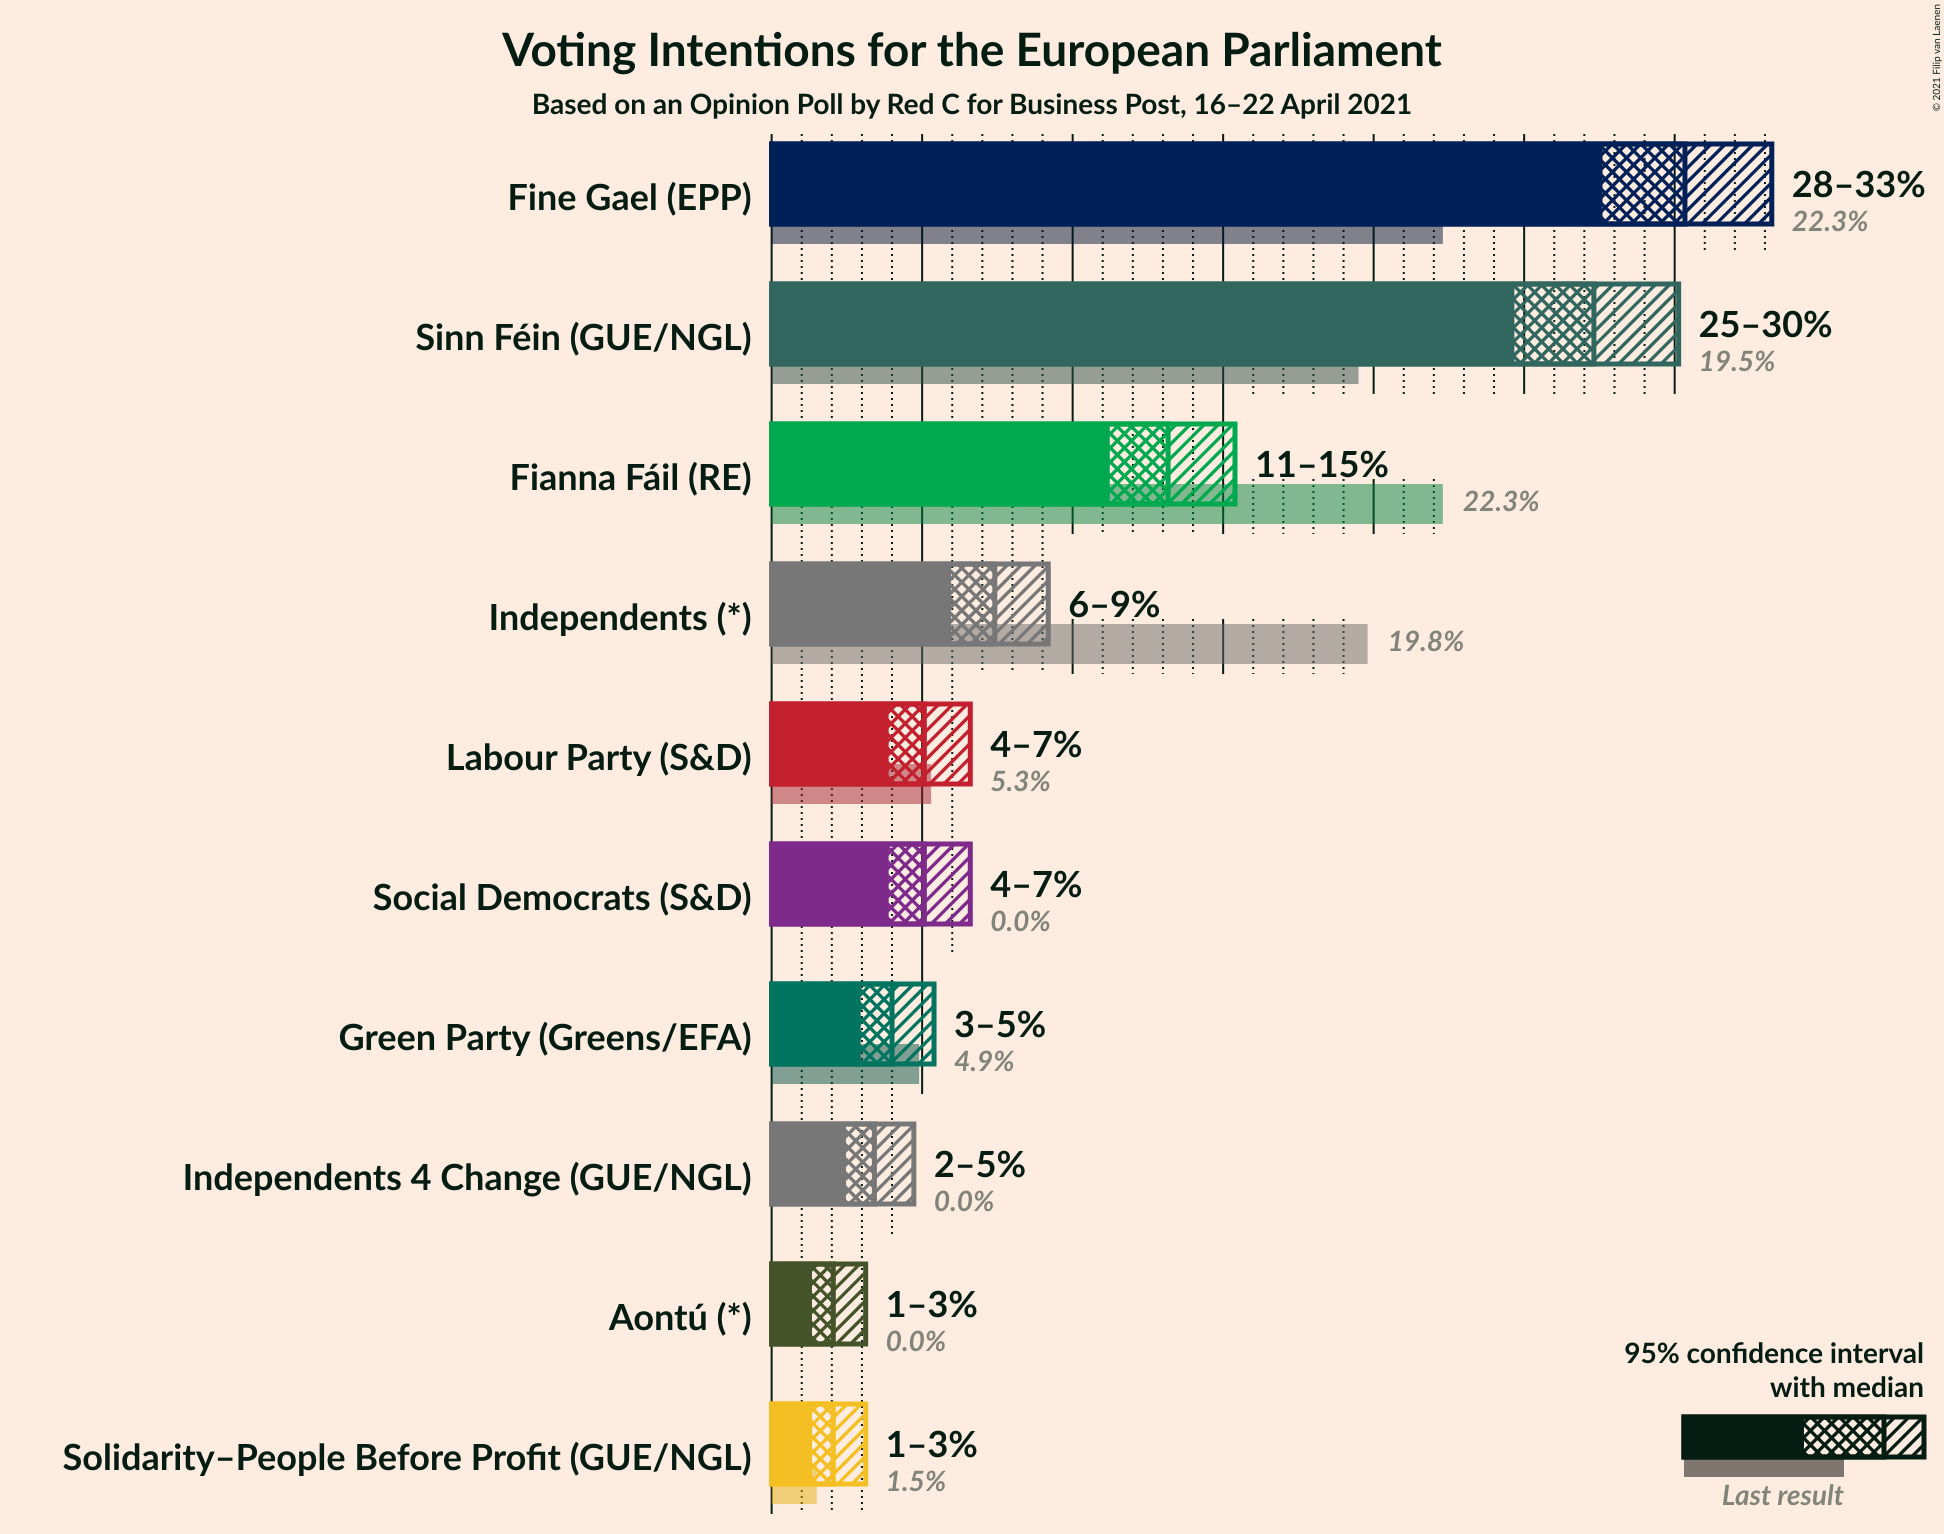 Voting Intentions for the European Parliament
Based on an Opinion Poll by Red C for Business Post, 16–22 April 2021
© 2021 Filip van Laenen
Fine Gael (EPP)
28–33%
22.3%
Sinn Féin (GUE/NGL)
25–30%
19.5%
Fianna Fáil (RE)
11–15%
22.3%
Independents (*)
6–9%
19.8%
Labour Party (S&D)
4–7%
5.3%
Social Democrats (S&D)
4–7%
0.0%
Green Party (Greens/EFA)
3–5%
4.9%
Independents 4 Change (GUE/NGL)
2–5%
0.0%
Aontú (*)
1–3%
0.0%
Solidarity–People Before Profit (GUE/NGL)
1–3%
1.5%
95% confidence interval
with median
Last result